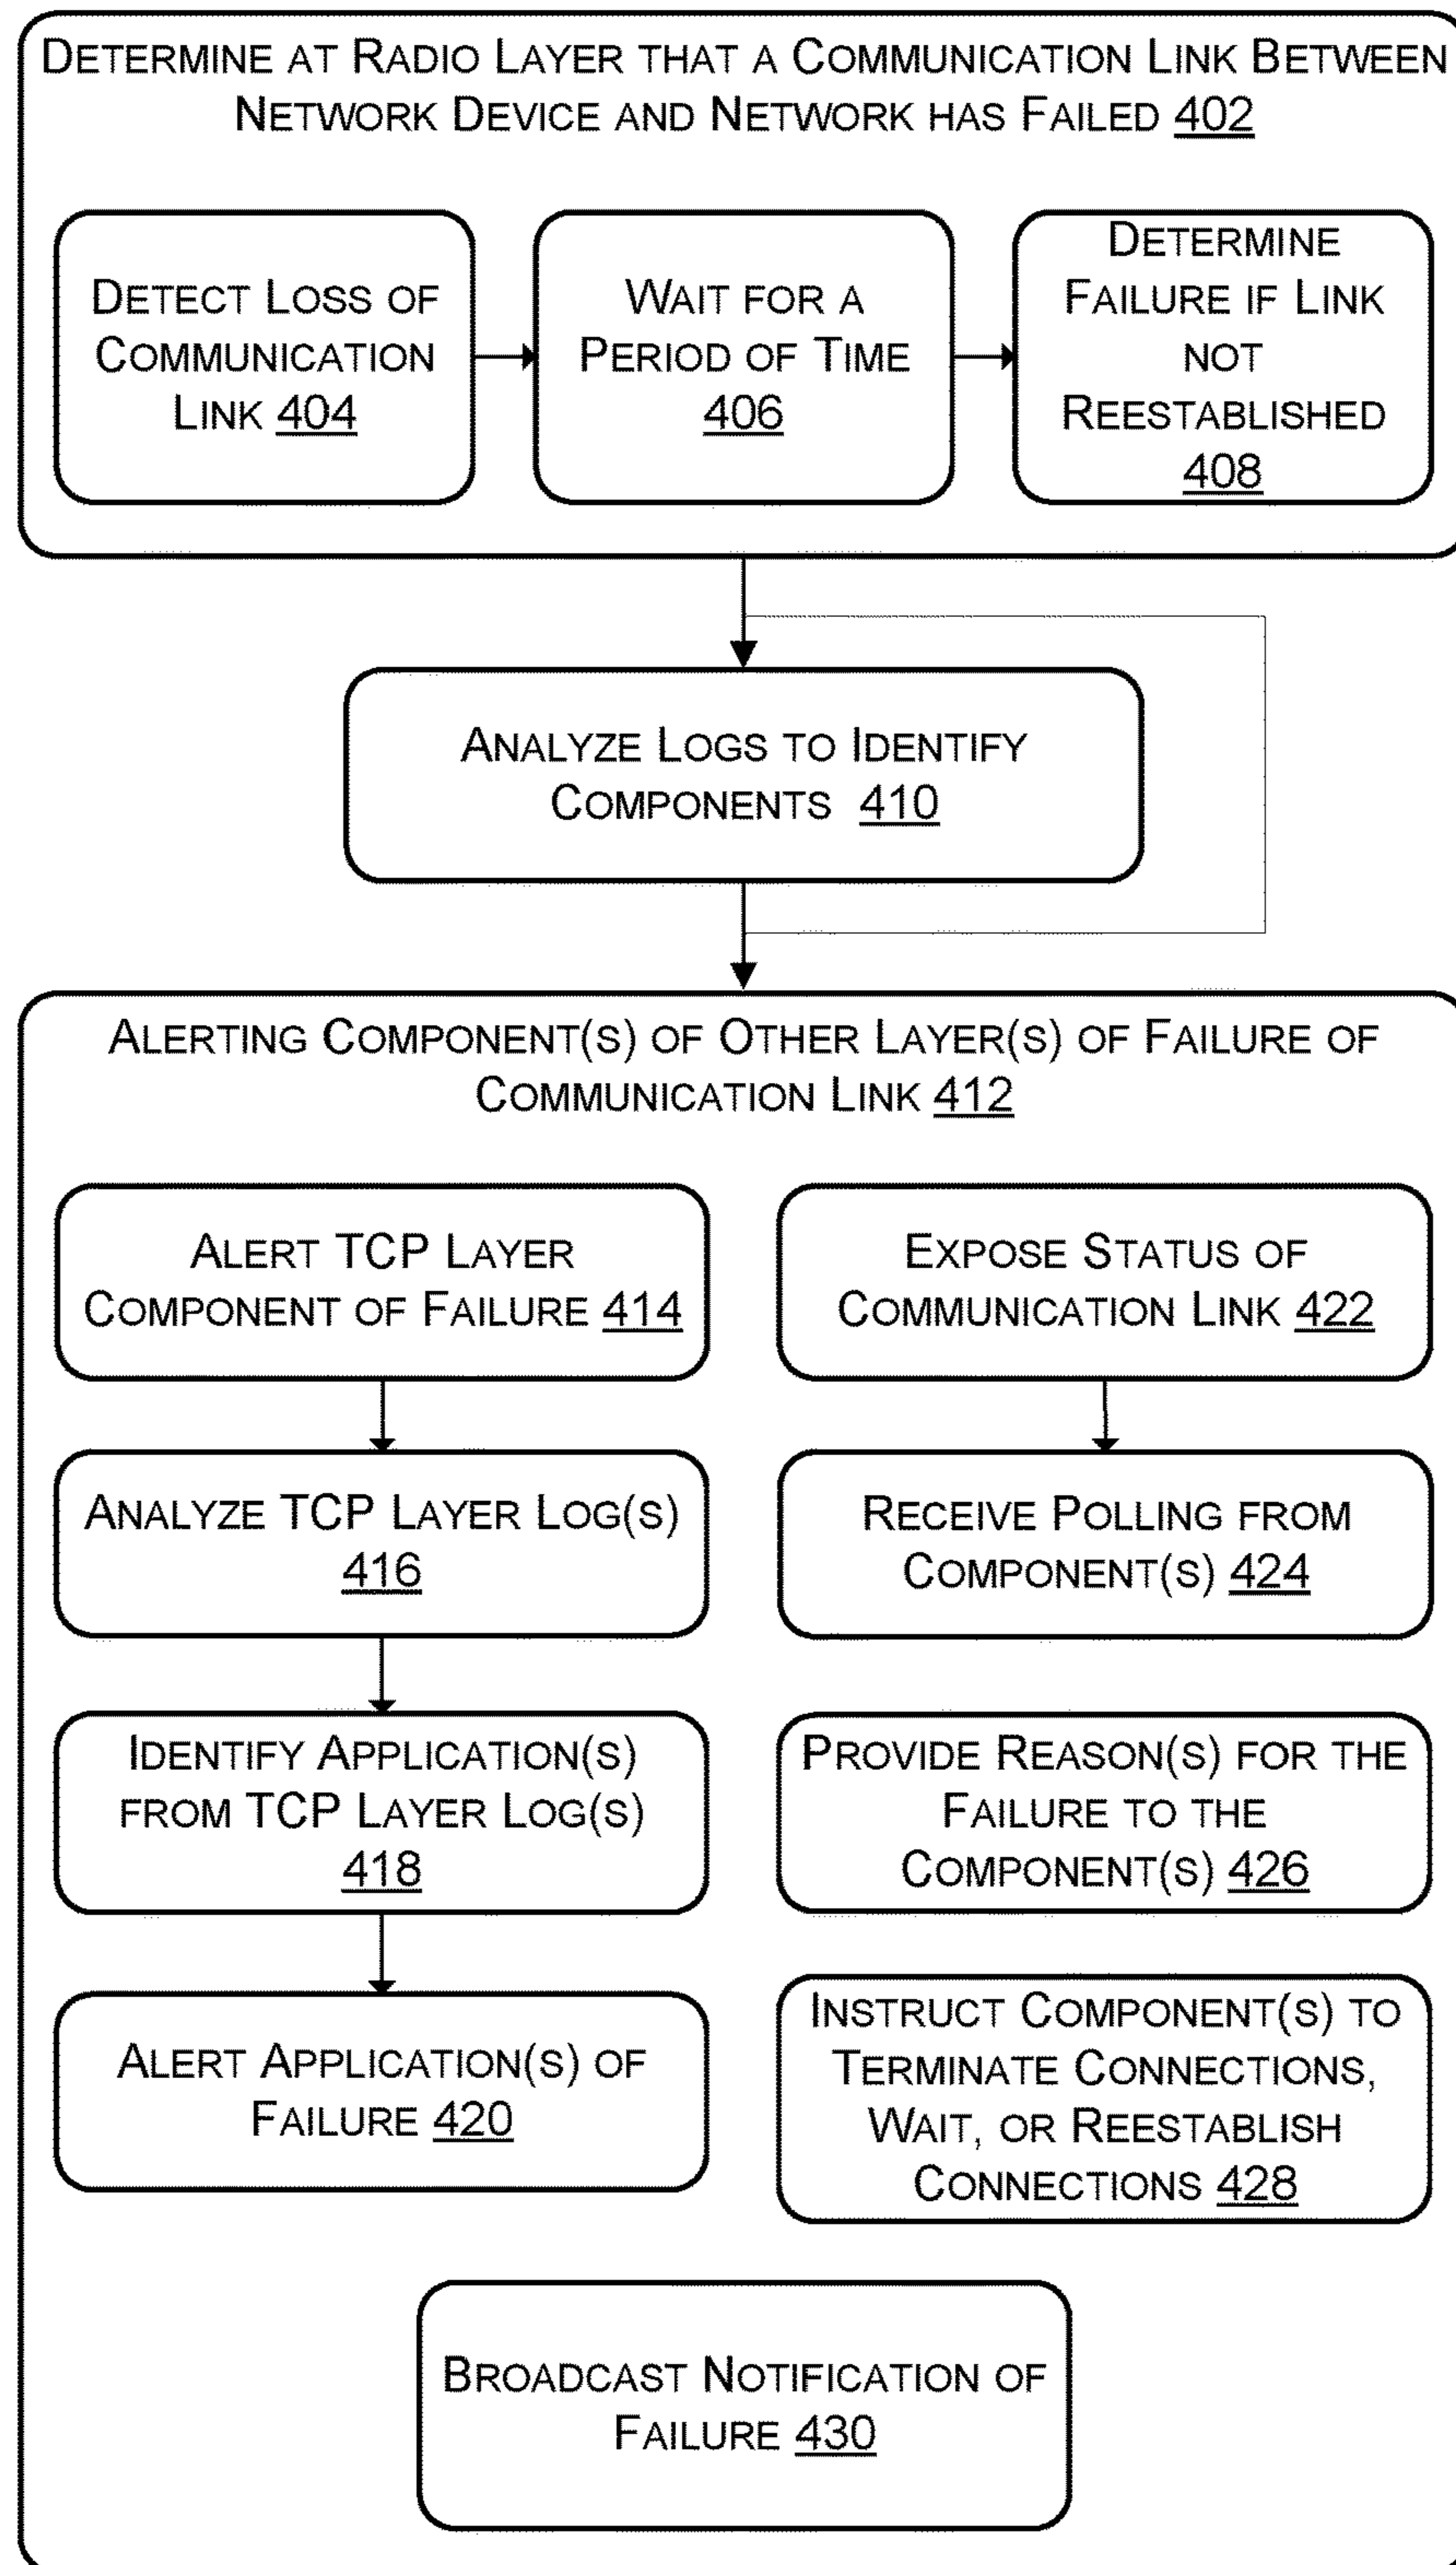 DETERMINE AT RADIO LAYER THAT A COMMUNICATION LINK BETWEEN
NETWORK DEVICE AND NETWORK HAS FAILED 402
DETECT LOSS OF
COMMUNICATION
LINK 404
WAIT FOR A
PERIOD OF TIME
406
DETERMINE
FAILURE IF LINK
NOT
REESTABLISHED
408
ANALYZE LOGS TO IDENTIFY
COMPONENTS 410
ALERTING COMPONENT(S) OF OTHER LAYER(S) OF FAILURE OF
COMMUNICATION LINK 412
ALERT TCP LAYER
COMPONENT OF FAILURE 414
ANALYZE TCP LAYER LOG(S)
416
IDENTIFY APPLICATION(S)
FROM TCP LAYER LOG(S)
418
ALERT APPLICATION(S) OF
FAILURE 420
EXPOSE STATUS OF
COMMUNICATION LINK 422
RECEIVE POLLING FROM
COMPONENT(S) 424
PROVIDE REASON(S) FOR THE
FAILURE TO THE
COMPONENT(S) 426
INSTRUCT COMPONENT(S) TO
TERMINATE CONNECTIONS,
WAIT, OR REESTABLISH
CONNECTIONS 428
BROADCAST NOTIFICATION OF
FAILURE 430